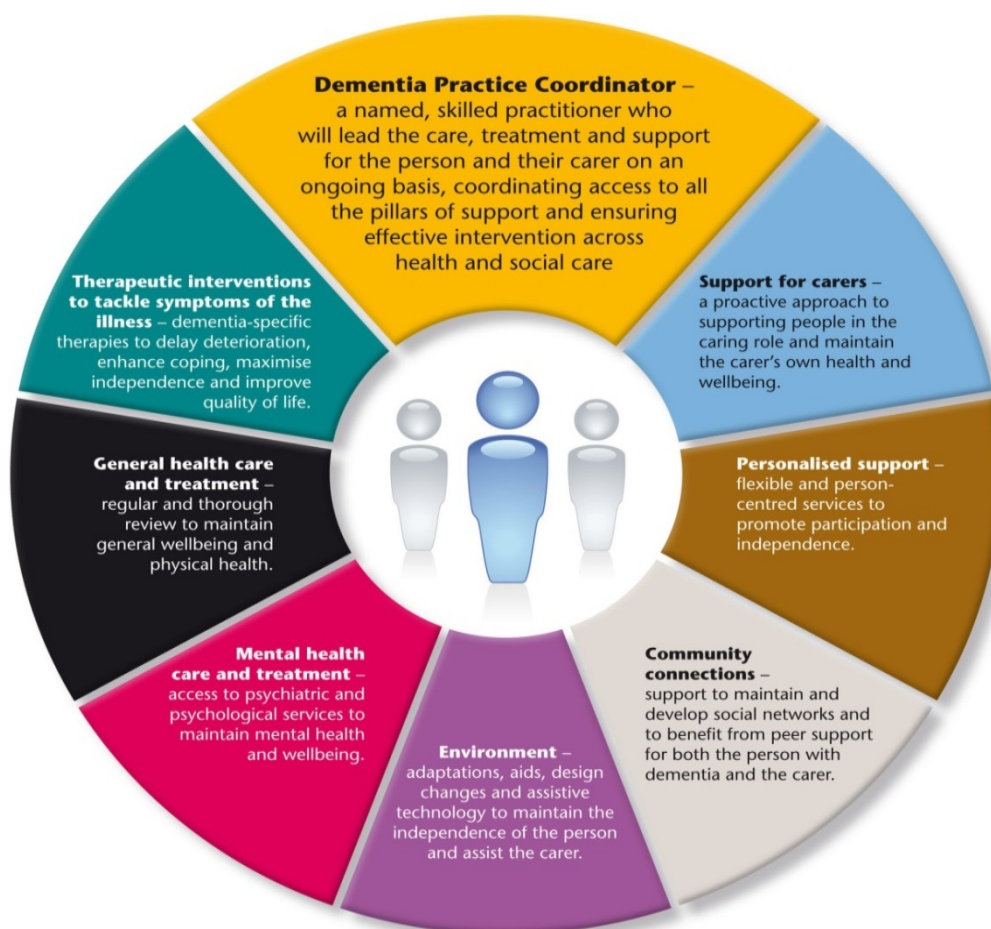 Dementia Practice Coordinator –
a named, skilled practitioner who
will lead the care, treatment and support
for the person and their carer on an
ongoing basis, coordinating access to all
the pillars of support and ensuring
effective intervention across
health and social care
Support for carers –
a proactive approach to
supporting people in the
caring role and maintain
the carer's own health and
wellbeing.
Personalised support –
flexible and person-
centred services to
promote participation and
independence.
Community
connections –
support to maintain and
develop social networks and
to benefit from peer support
for both the person with
dementia and the carer.
Environment –
adaptations, aids, design
changes and assistive
technology to maintain the
independence of the person
and assist the carer.
Mental health
care and treatment –
access to psychiatric and
psychological services to
maintain mental health
and wellbeing.
General health care
and treatment –
regular and thorough
review to maintain
general wellbeing and
physical health.
Therapeutic interventions
to tackle symptoms of the
illness – dementia-specific
therapies to delay deterioration,
enhance coping, maximise
independence and improve
quality of life.